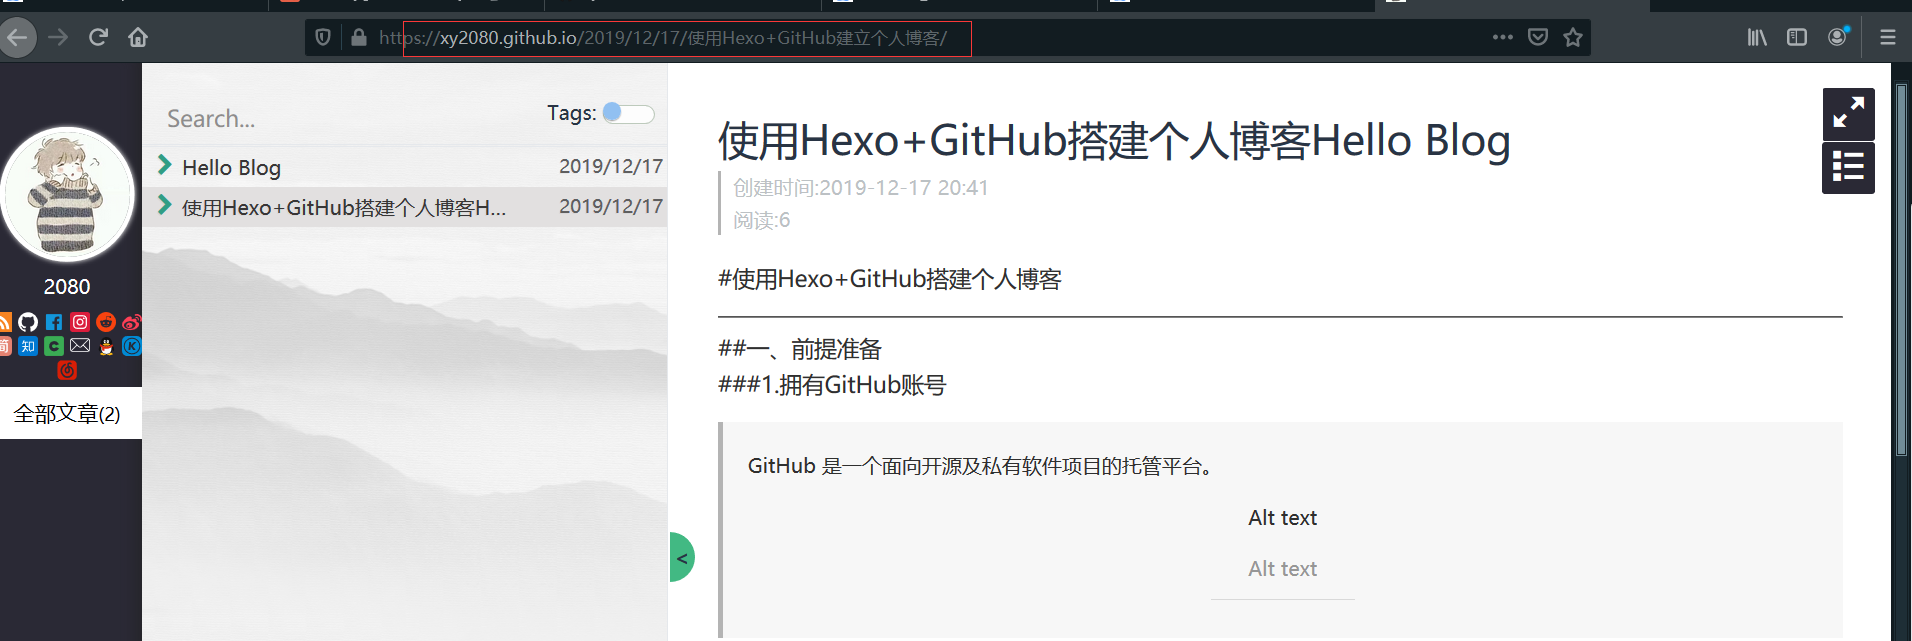 https://xy2080.github.io/2019/12/17/使用Hexo+GitHub建立个人博客/
2080
简 知 C
全部文章(2)
Search...
Tags:
Hello Blog 2019/12/17
使用Hexo+GitHub搭建个人博客H... 2019/12/17
<
使用Hexo+GitHub搭建个人博客Hello Blog
创建时间:2019-12-17 20:41
阅读:6
#使用Hexo+GitHub搭建个人博客
##一、前提准备
###1.拥有GitHub账号
GitHub 是一个面向开源及私有软件项目的托管平台。
Alt text
Alt text